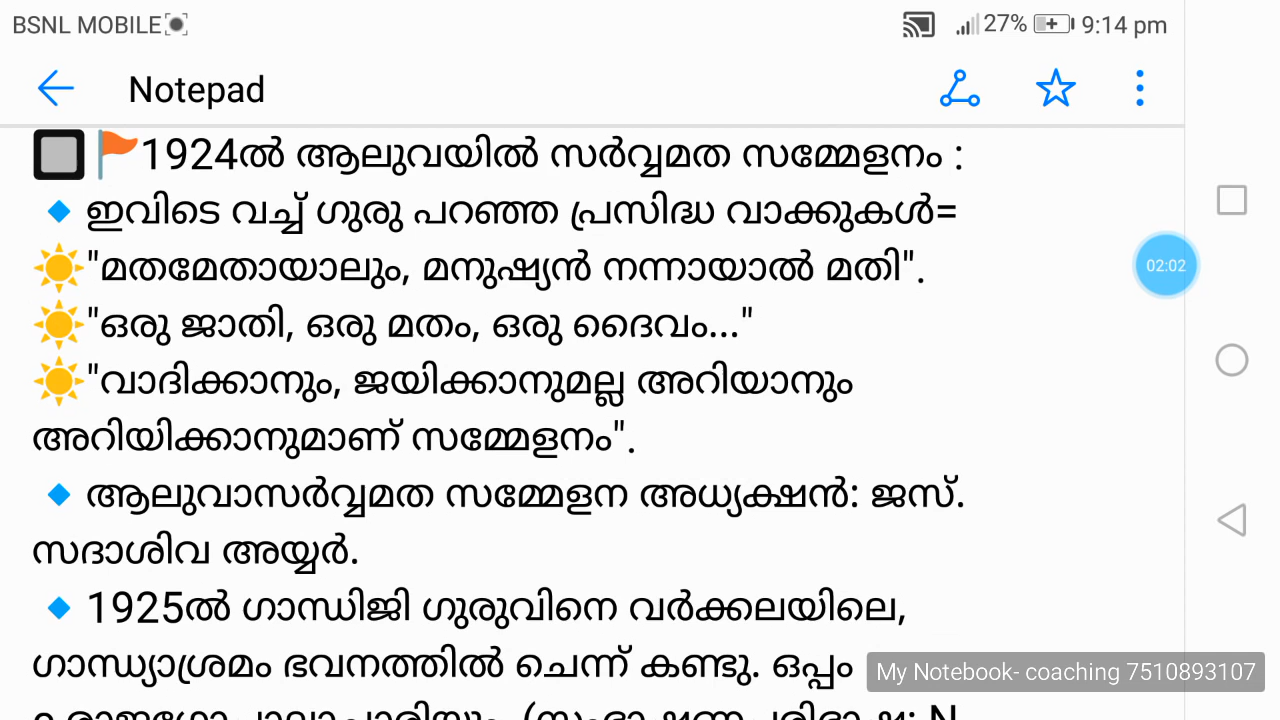 BSNL MOBILE 27% 9:14 pm
Notepad
1924ൽ ആലുവയിൽ സർവ്വമത സമ്മേളനം :
ഇവിടെ വച്ച് ഗുരു പറഞ്ഞ പ്രസിദ്ധ വാക്കുകൾ=
"മതമേതായാലും, മനുഷ്യൻ നന്നായാൽ മതി".
02:02
"ഒരു ജാതി, ഒരു മതം, ഒരു ദൈവം..."
"വാദിക്കാനും, ജയിക്കാനുമല്ല അറിയാനും
അറിയിക്കാനുമാണ് സമ്മേളനം".
ആലുവാസർവ്വമത സമ്മേളന അധ്യക്ഷൻ: ജസ്.
സദാശിവ അയ്യർ.
1925ൽ ഗാന്ധിജി ഗുരുവിനെ വർക്കലയിലെ,
ഗാന്ധ്യാശ്രമം ഭവനത്തിൽ ചെന്ന് കണ്ടു. ഒപ്പം
My Notebook- coaching 7510893107